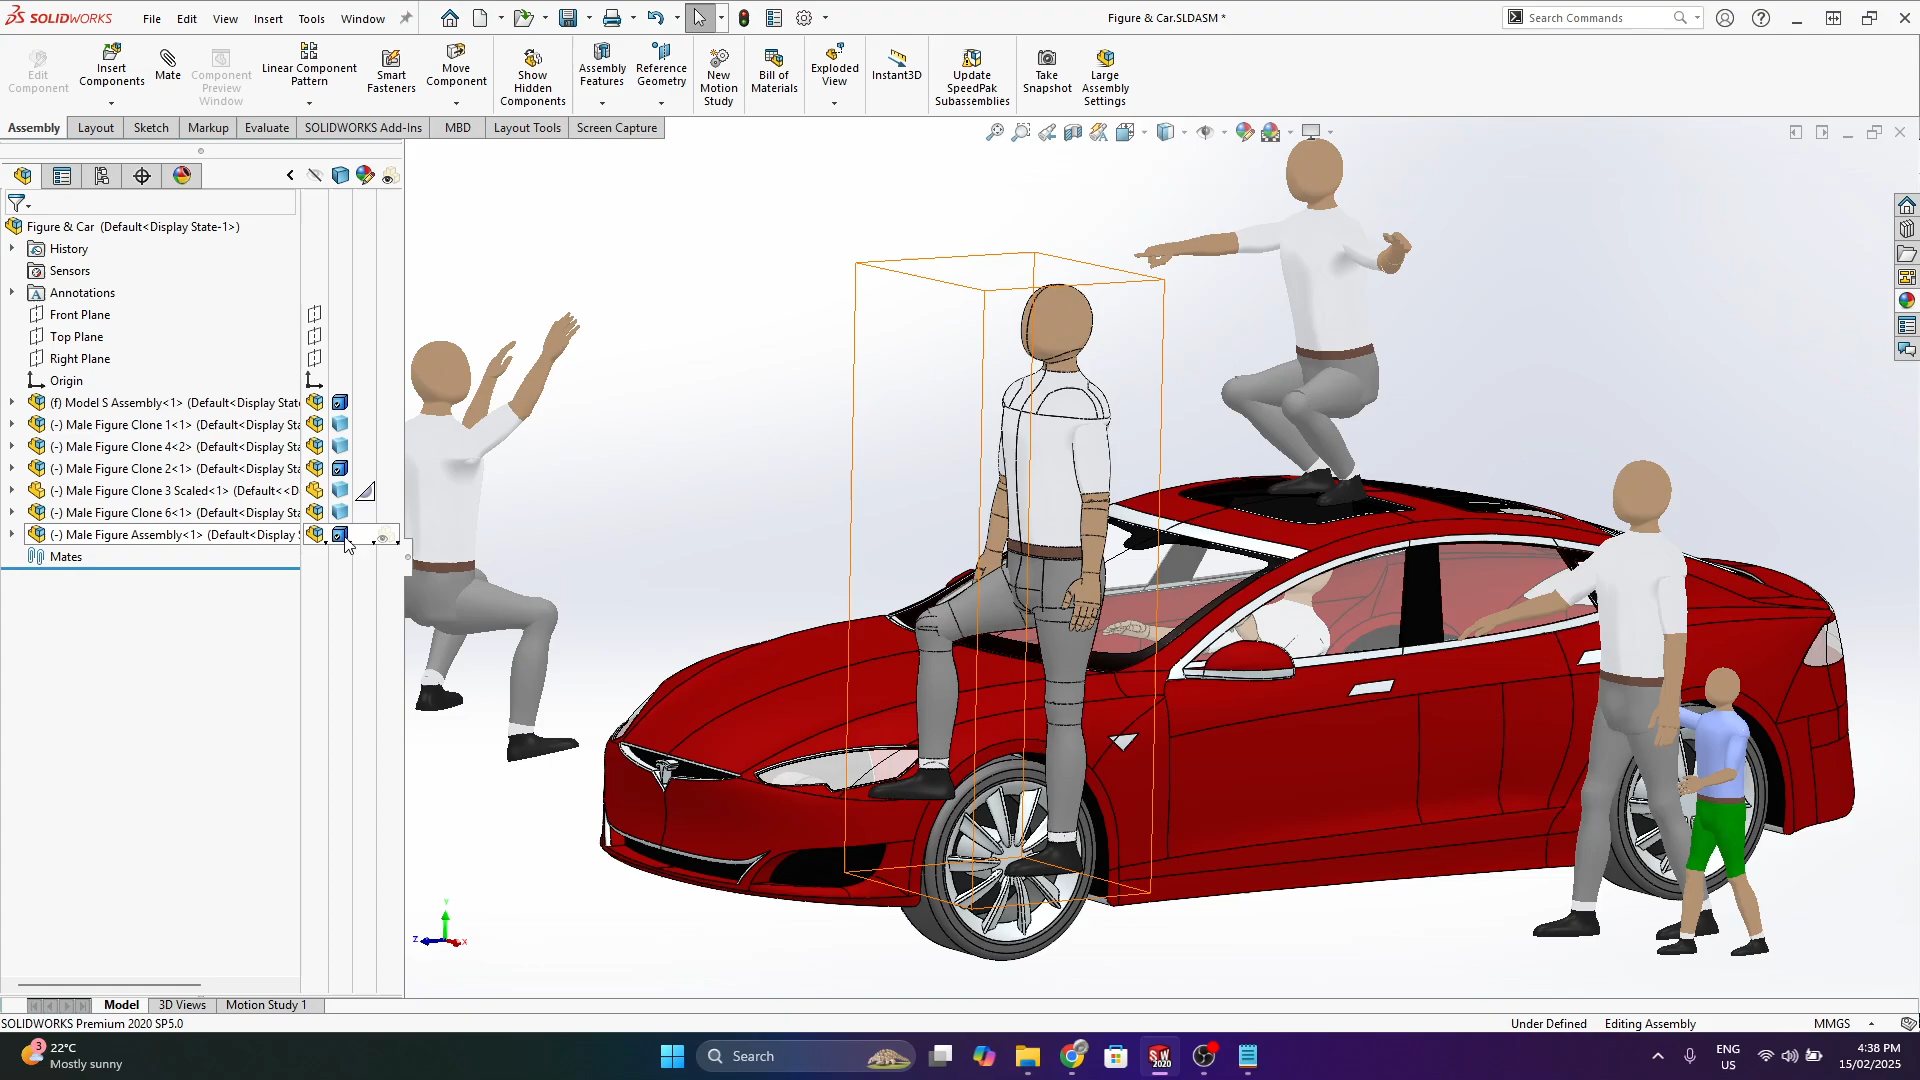 SOLIDWORKS
File Edit View Insert Tools Window
Figure & Car.SLDASM *
Search Commands
Edit Component
Insert Components
Mate
Component Preview Window
Linear Component Pattern
Smart Fasteners
Move Component
Show Hidden Components
Assembly Features
Reference Geometry
New Motion Study
Bill of Materials
Exploded View
Instant3D
Update SpeedPak Subassemblies
Take Snapshot
Large Assembly Settings
Assembly Layout Sketch Markup Evaluate SOLIDWORKS Add-Ins MBD Layout Tools Screen Capture
Figure & Car (Default<Display State-1>)
History
Sensors
Annotations
Front Plane
Top Plane
Right Plane
Origin
(f) Model S Assembly<1> (Default<Display State
(-) Male Figure Clone 1<1> (Default<Display Sta
(-) Male Figure Clone 4<2> (Default<Display Sta
(-) Male Figure Clone 2<1> (Default<Display Sta
(-) Male Figure Clone 3 Scaled<1> (Default<<D
(-) Male Figure Clone 6<1> (Default<Display Sta
(-) Male Figure Assembly<1> (Default<Display S
Mates
Y
Z X
Model 3D Views Motion Study 1
SOLIDWORKS Premium 2020 SP5.0
Under Defined Editing Assembly MMGS
3
22°C
Mostly sunny
Search
SW
2020
ENG
US
4:38 PM
15/02/2025